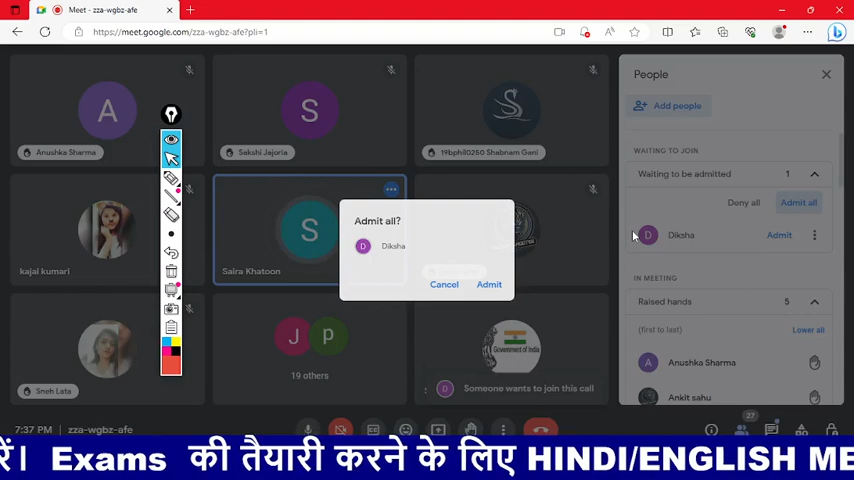 Meet - zza-wgbz-afe
https://meet.google.com/zza-wgbz-afe?pli=1
A
Anushka Sharma
S
Sakshi Jajoria
19bphil0250 Shabnam Gani
kajal kumari
S
Saira Khatoon
Sneh Lata
J p
19 others
Government of India
Admit all?
D Diksha
Cancel Admit
D Someone wants to join this call
People
Add people
WAITING TO JOIN
Waiting to be admitted 1
Deny all Admit all
D Diksha Admit
IN MEETING
Raised hands 5
(first to last) Lower all
A Anushka Sharma
Ankit sahu
7:37 PM zza-wgbz-afe
27
रें। Exams की तैयारी करने के लिए HINDI/ENGLISH ME